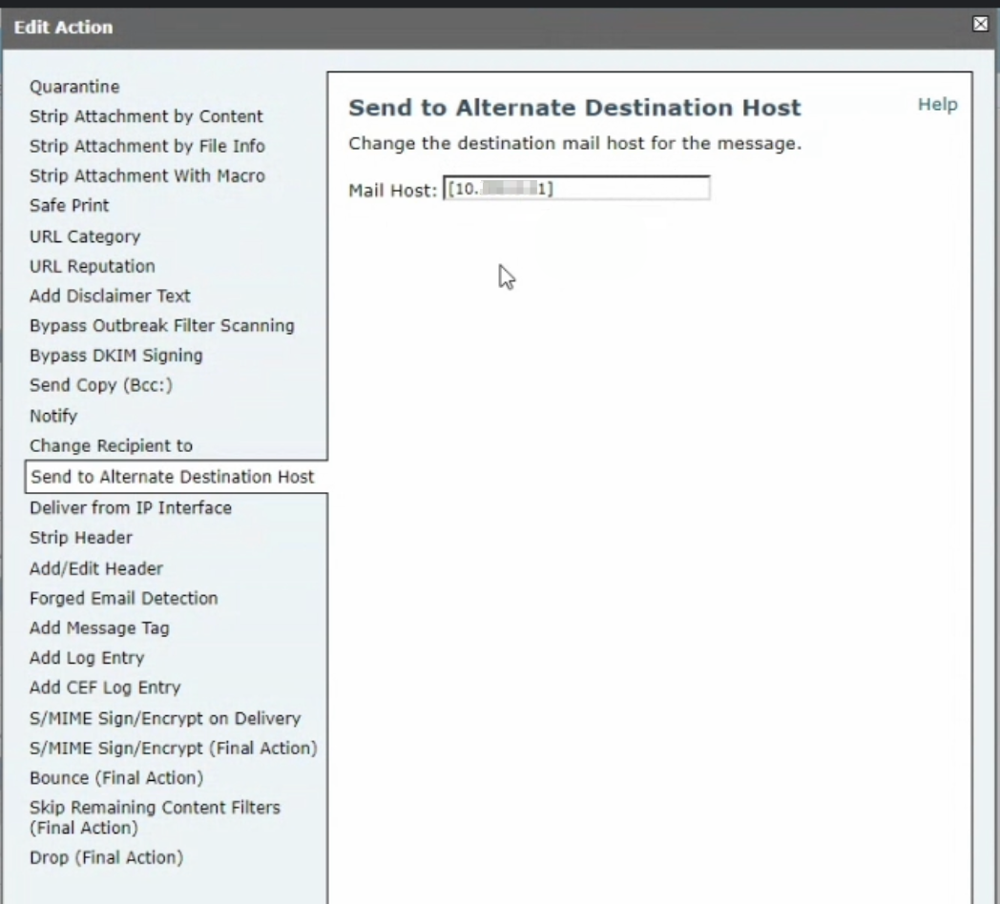 Edit Action
Quarantine
Strip Attachment by Content
Strip Attachment by File Info
Strip Attachment With Macro
Safe Print
URL Category
URL Reputation
Add Disclaimer Text
Bypass Outbreak Filter Scanning
Bypass DKIM Signing
Send Copy (Bcc:)
Notify
Change Recipient to
Send to Alternate Destination Host
Deliver from IP Interface
Strip Header
Add/Edit Header
Forged Email Detection
Add Message Tag
Add Log Entry
Add CEF Log Entry
S/MIME Sign/Encrypt on Delivery
S/MIME Sign/Encrypt (Final Action)
Bounce (Final Action)
Skip Remaining Content Filters
(Final Action)
Drop (Final Action)
Send to Alternate Destination Host
Help
Change the destination mail host for the message.
Mail Host: [10. 1]